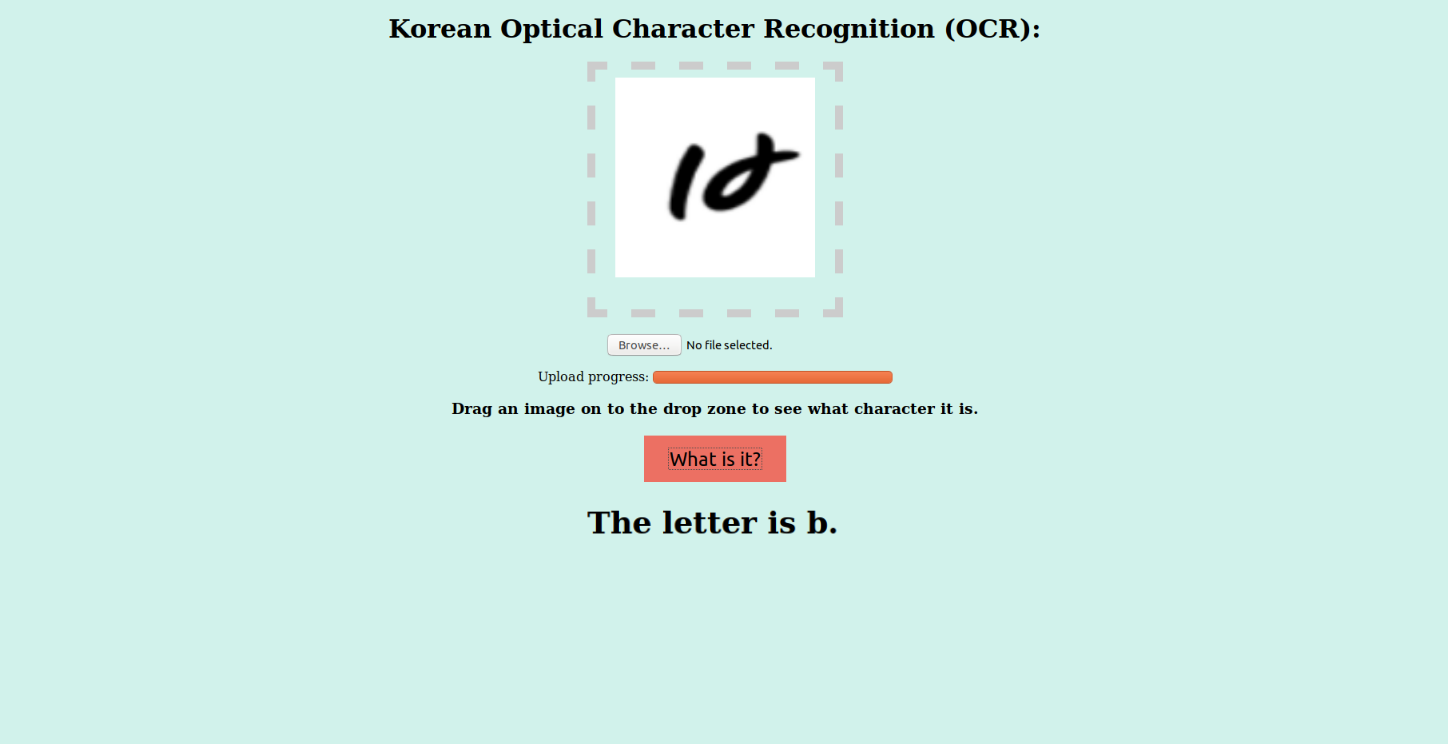 Korean Optical Character Recognition (OCR):
ㅂ
Browse... No file selected.
Upload progress:
Drag an image on to the drop zone to see what character it is.
What is it?
The letter is b.